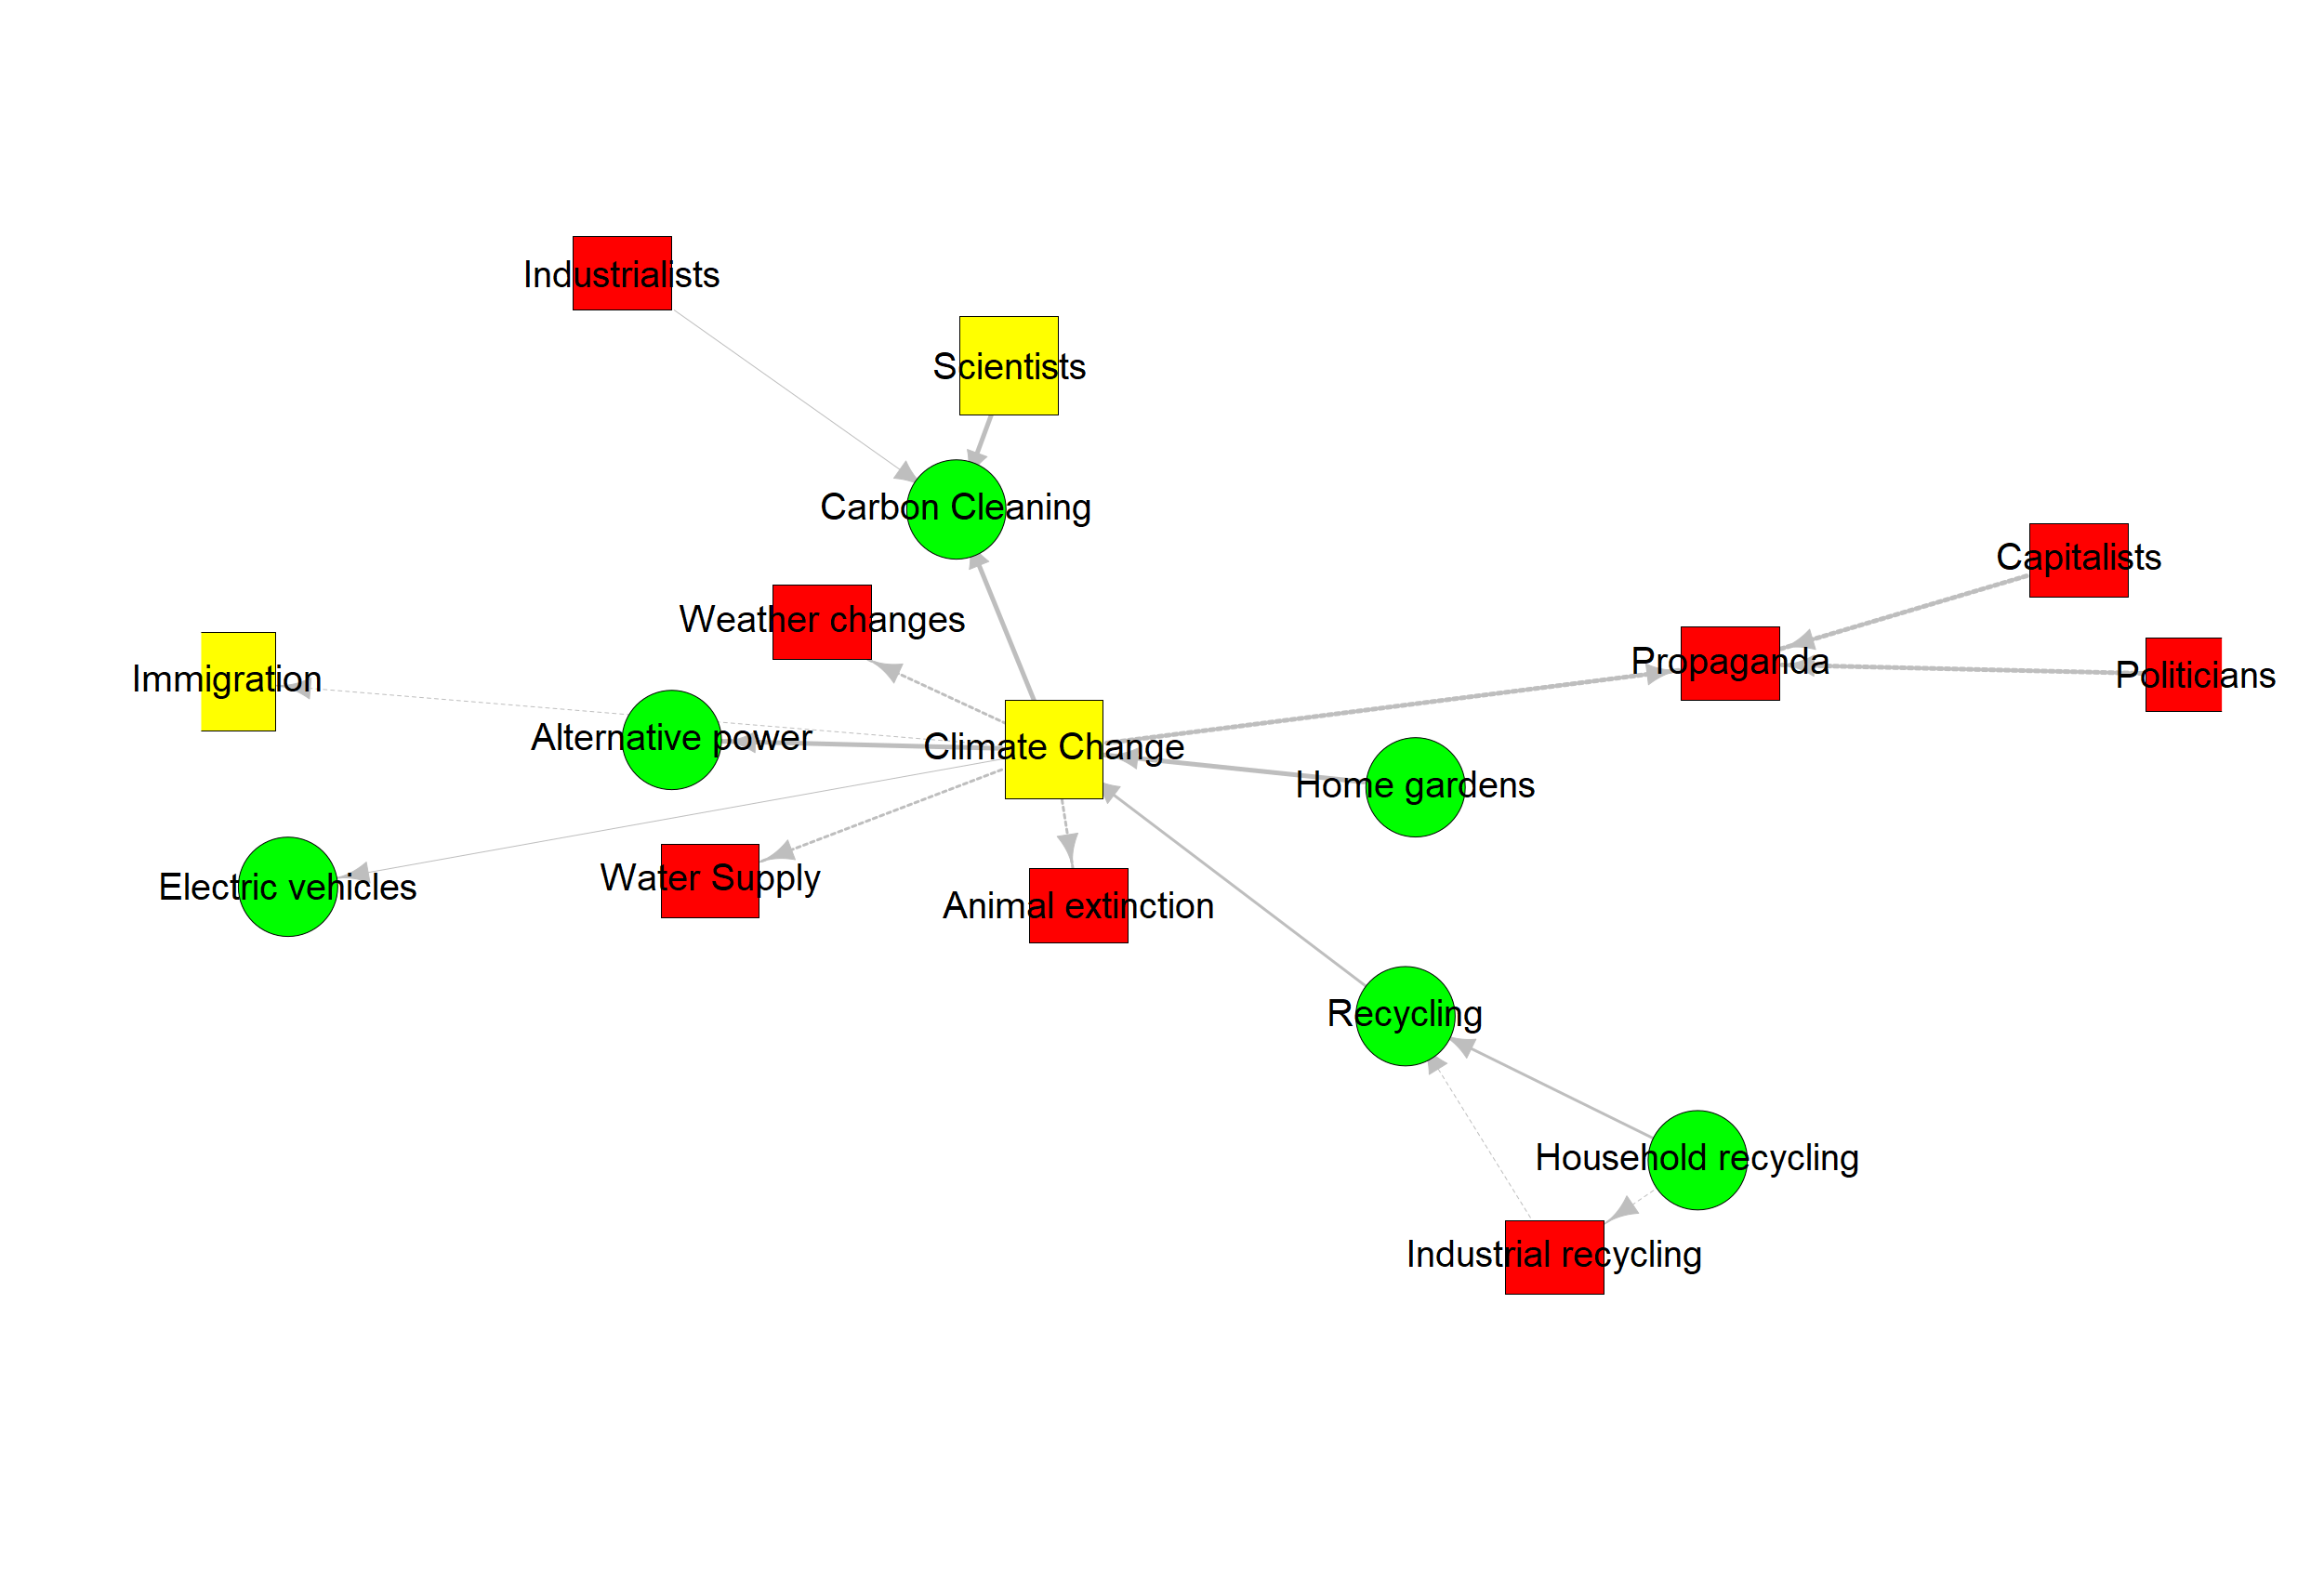 Industrialists
Scientists
Carbon Cleaning
Capitalists
Weather changes
Propaganda
Politicians
Immigration
Alternative power
Climate Change
Home gardens
Electric vehicles
Water Supply
Animal extinction
Recycling
Household recycling
Industrial recycling